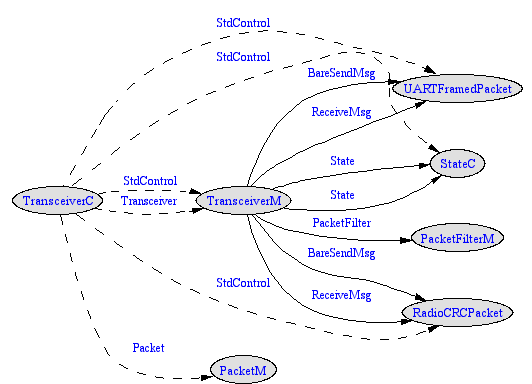 StdControl
StdControl
BareSendMsg
UARTFramedPacket
ReceiveMsg
State
StateC
StdControl
State
TransceiverC
Transceiver
TransceiverM
PacketFilter
PacketFilterM
BareSendMsg
StdControl
ReceiveMsg
RadioCRCPacket
Packet
PacketM